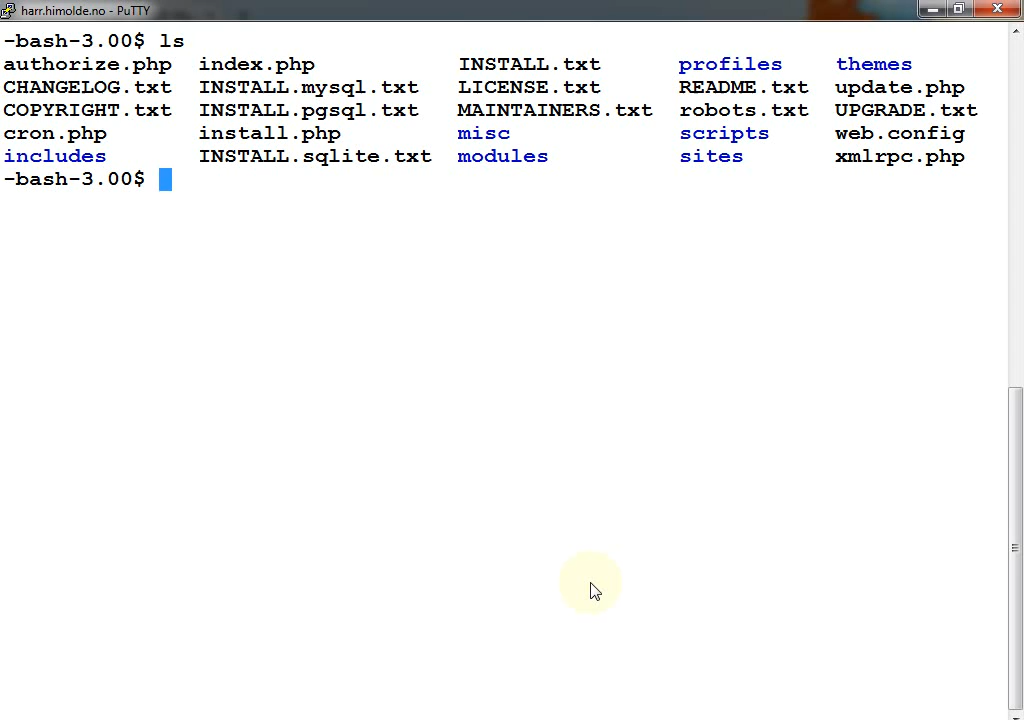 harr.himolde.no - PuTTY
-bash-3.00$ ls
authorize.php index.php INSTALL.txt profiles themes
CHANGELOG.txt INSTALL.mysql.txt LICENSE.txt README.txt update.php
COPYRIGHT.txt INSTALL.pgsql.txt MAINTAINERS.txt robots.txt UPGRADE.txt
cron.php install.php misc scripts web.config
includes INSTALL.sqlite.txt modules sites xmlrpc.php
-bash-3.00$